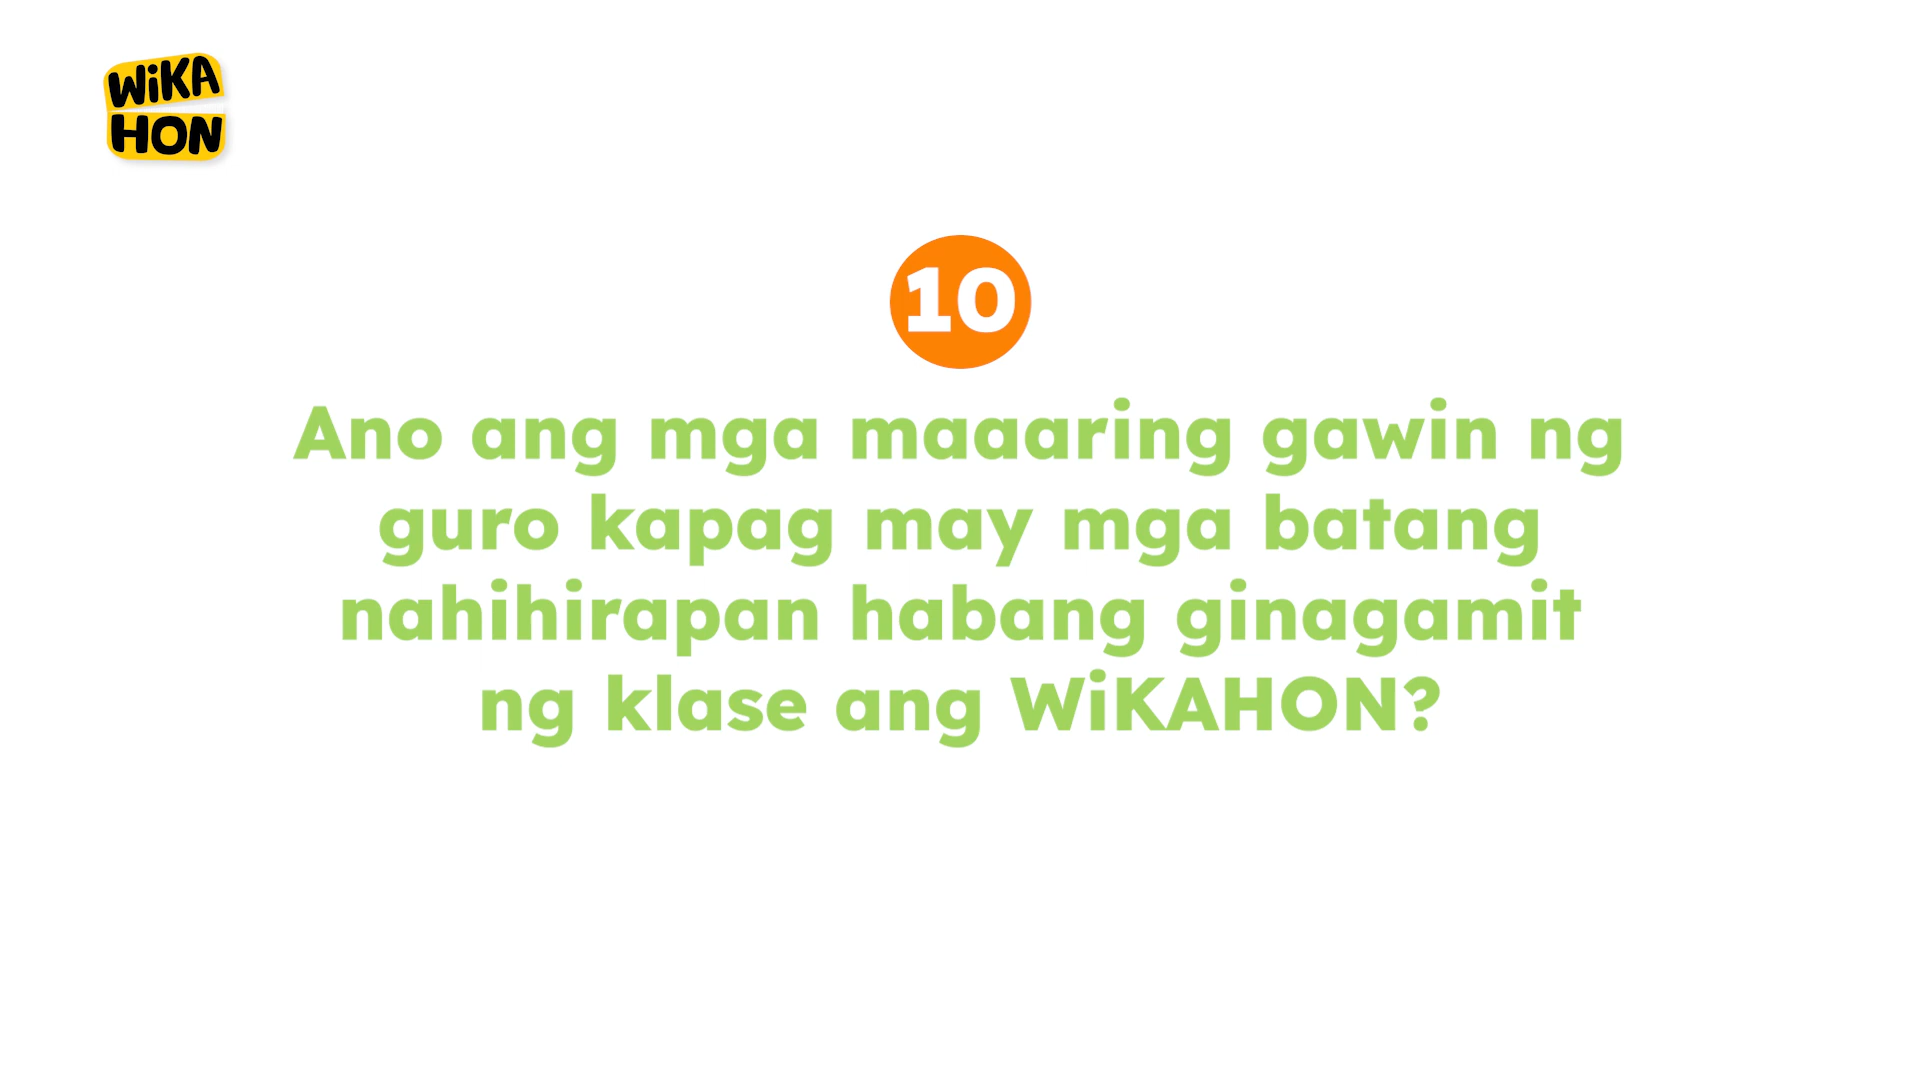 WiKA
HON
10
Ano ang mga maaaring gawin ng
guro kapag may mga batang
nahihirapan habang ginagamit
ng klase ang WiKAHON?